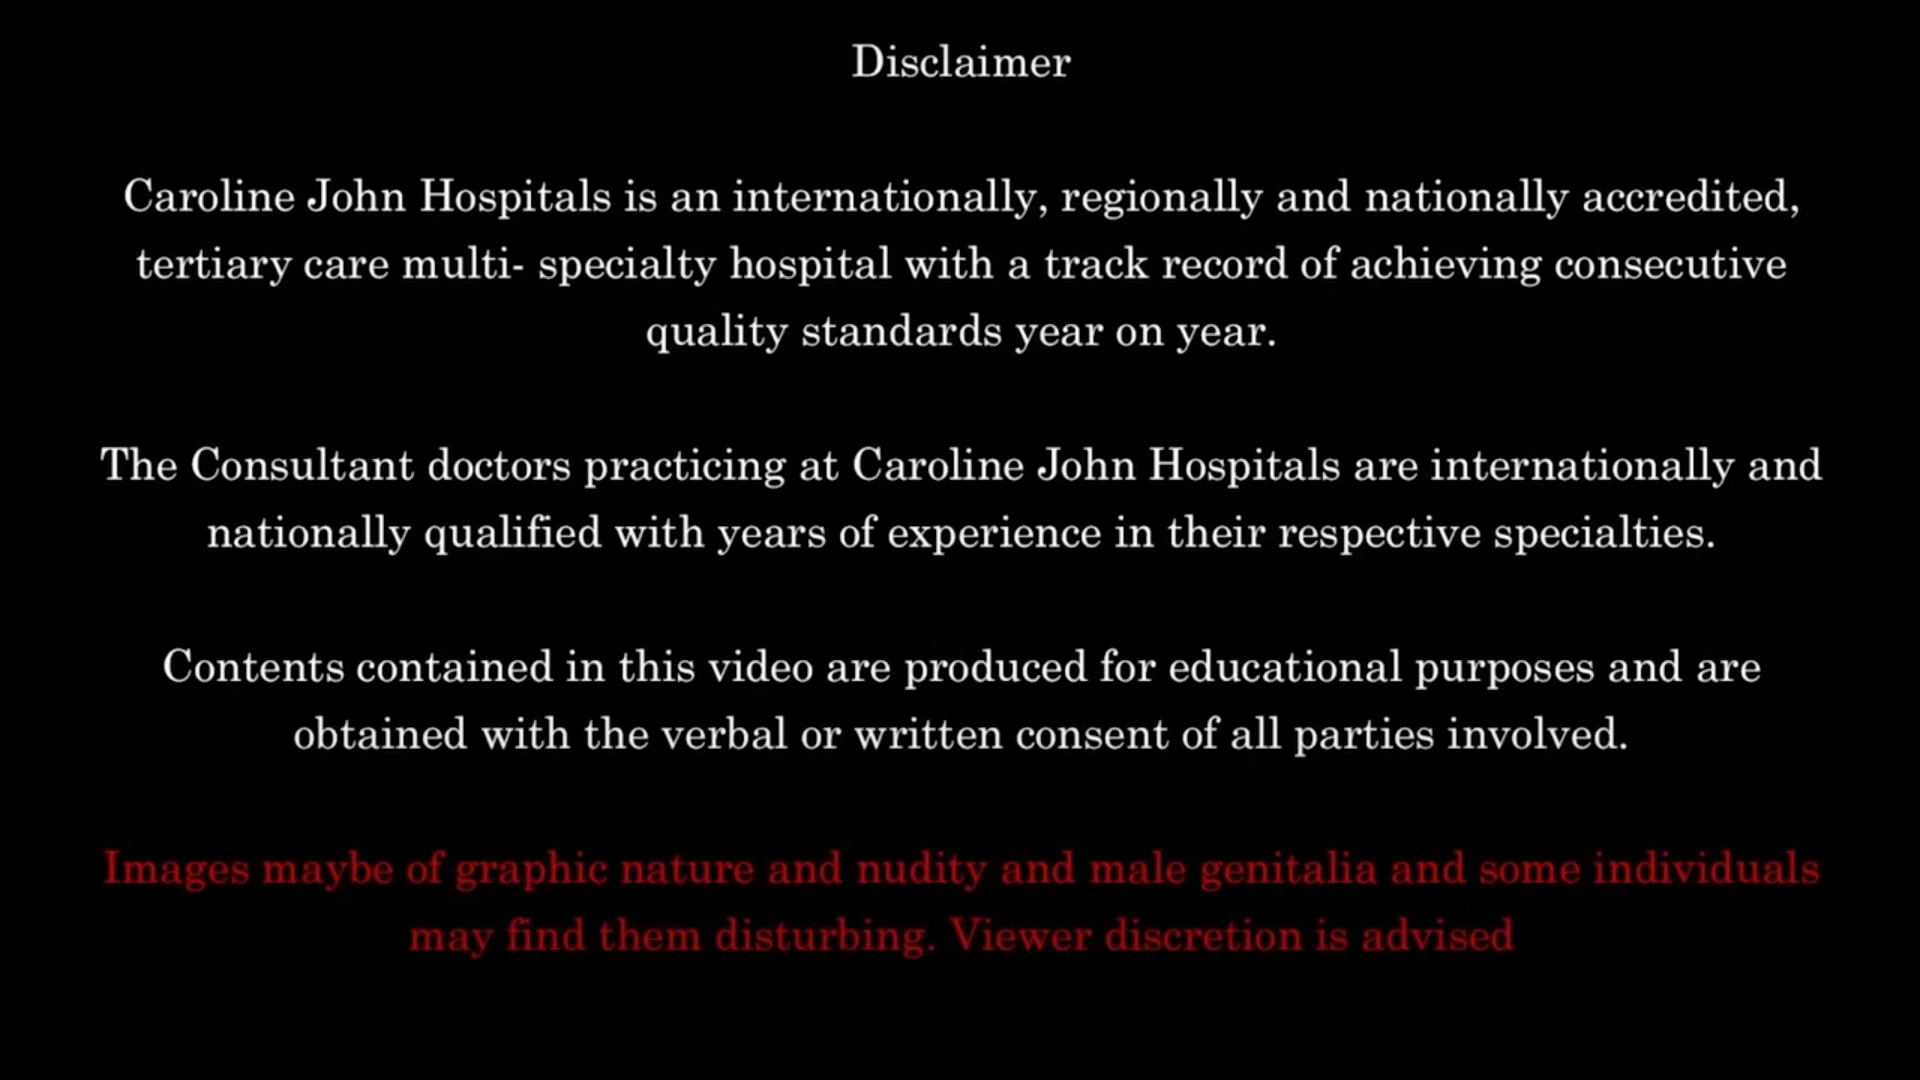 Disclaimer
Caroline John Hospitals is an internationally, regionally and nationally accredited,
tertiary care multi- specialty hospital with a track record of achieving consecutive
quality standards year on year.
The Consultant doctors practicing at Caroline John Hospitals are internationally and
nationally qualified with years of experience in their respective specialties.
Contents contained in this video are produced for educational purposes and are
obtained with the verbal or written consent of all parties involved.
Images maybe of graphic nature and nudity and male genitalia and some individuals
may find them disturbing. Viewer discretion is advised